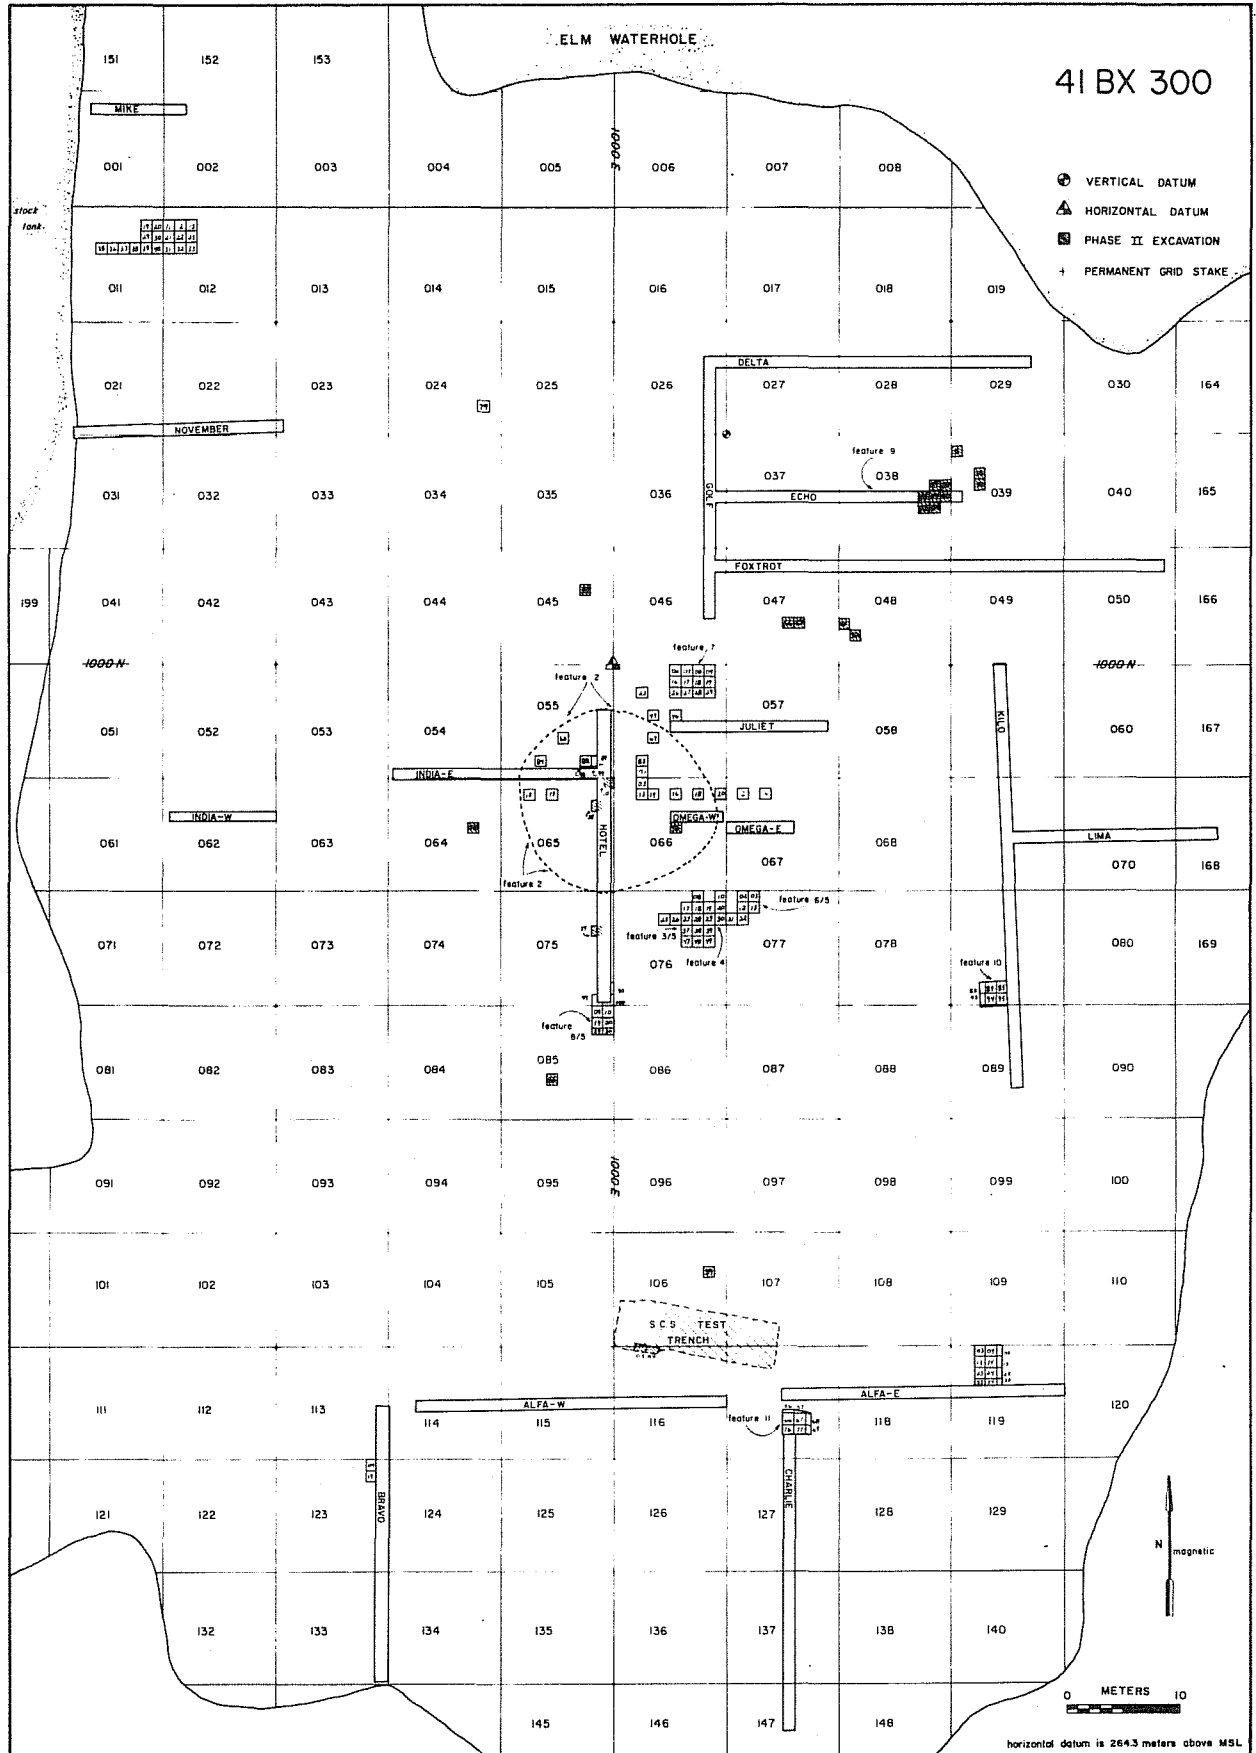 ELM WATERHOLE
41 BX 300
151 152 153
MIKE
1000 E
001 002 003 004 005 006 007 008
VERTICAL DATUM
HORIZONTAL DATUM
PHASE II EXCAVATION
PERMANENT GRID STAKE
stock
tank
011 012 013 014 015 016 017 018 019
DELTA
021 022 023 024 025 026 027 028 029 030 164
NOVEMBER
feature 9
031 032 033 034 035 036 037 038 039 040 165
GOLF
ECHO
FOXTROT
199 041 042 043 044 045 046 047 048 049 050 166
1000 N
1000 N
feature 7
feature 2
055 057
051 052 053 054 058 060 167
JULIET
KILO
INDIA-E
INDIA-W
OMEGA-W
OMEGA-E
HOTEL
LIMA
061 062 063 064 065 066 067 068 070 168
feature 2
feature 6/5
feature 3/5
feature 4
071 072 073 074 075 076 077 078 080 169
feature 10
feature
8/5
081 082 083 084 085 086 087 088 089 090
1000 E
091 092 093 094 095 096 097 098 099 100
101 102 103 104 105 106 107 108 109 110
SCS TEST
TRENCH
ALFA-W
ALFA-E
111 112 113 114 115 116 118 119 120
feature 11
BRAVO
CHARLIE
121 122 123 124 125 126 127 128 129
N
magnetic
132 133 134 135 136 137 138 140
145 146 147 148
METERS
0 10
horizontal datum is 264.3 meters above MSL